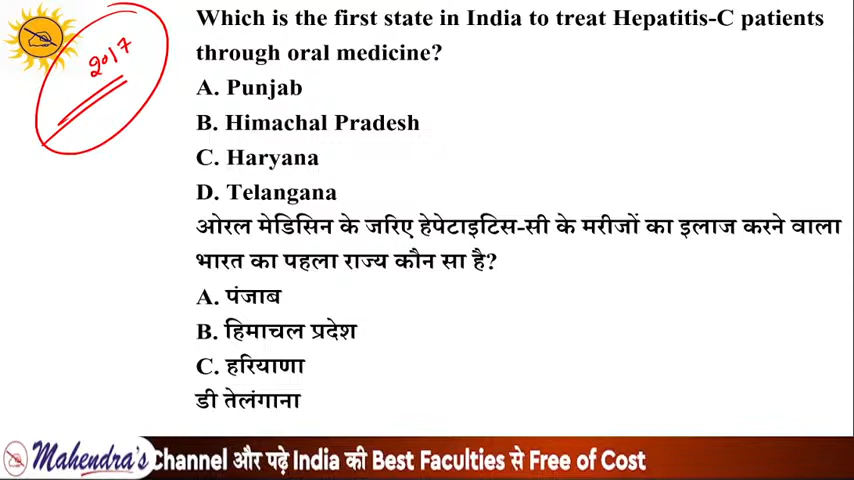 2017
Which is the first state in India to treat Hepatitis-C patients
through oral medicine?
A. Punjab
B. Himachal Pradesh
C. Haryana
D. Telangana
ओरल मेडिसिन के जरिए हेपेटाइटिस-सी के मरीजों का इलाज करने वाला
भारत का पहला राज्य कौन सा है?
A. पंजाब
B. हिमाचल प्रदेश
C. हरियाणा
डी तेलंगाना
Mahendra's Channel और पढ़े India की Best Faculties से Free of Cost